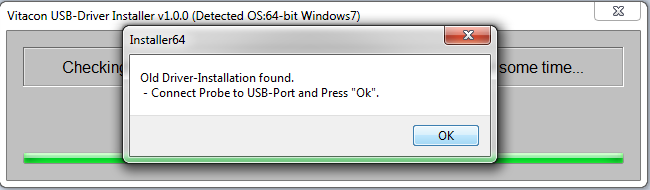 Vitacon USB-Driver Installer v1.0.0 (Detected OS:64-bit Windows7)
Installer64
Checking
some time...
Old Driver-Installation found.
- Connect Probe to USB-Port and Press "Ok".
OK